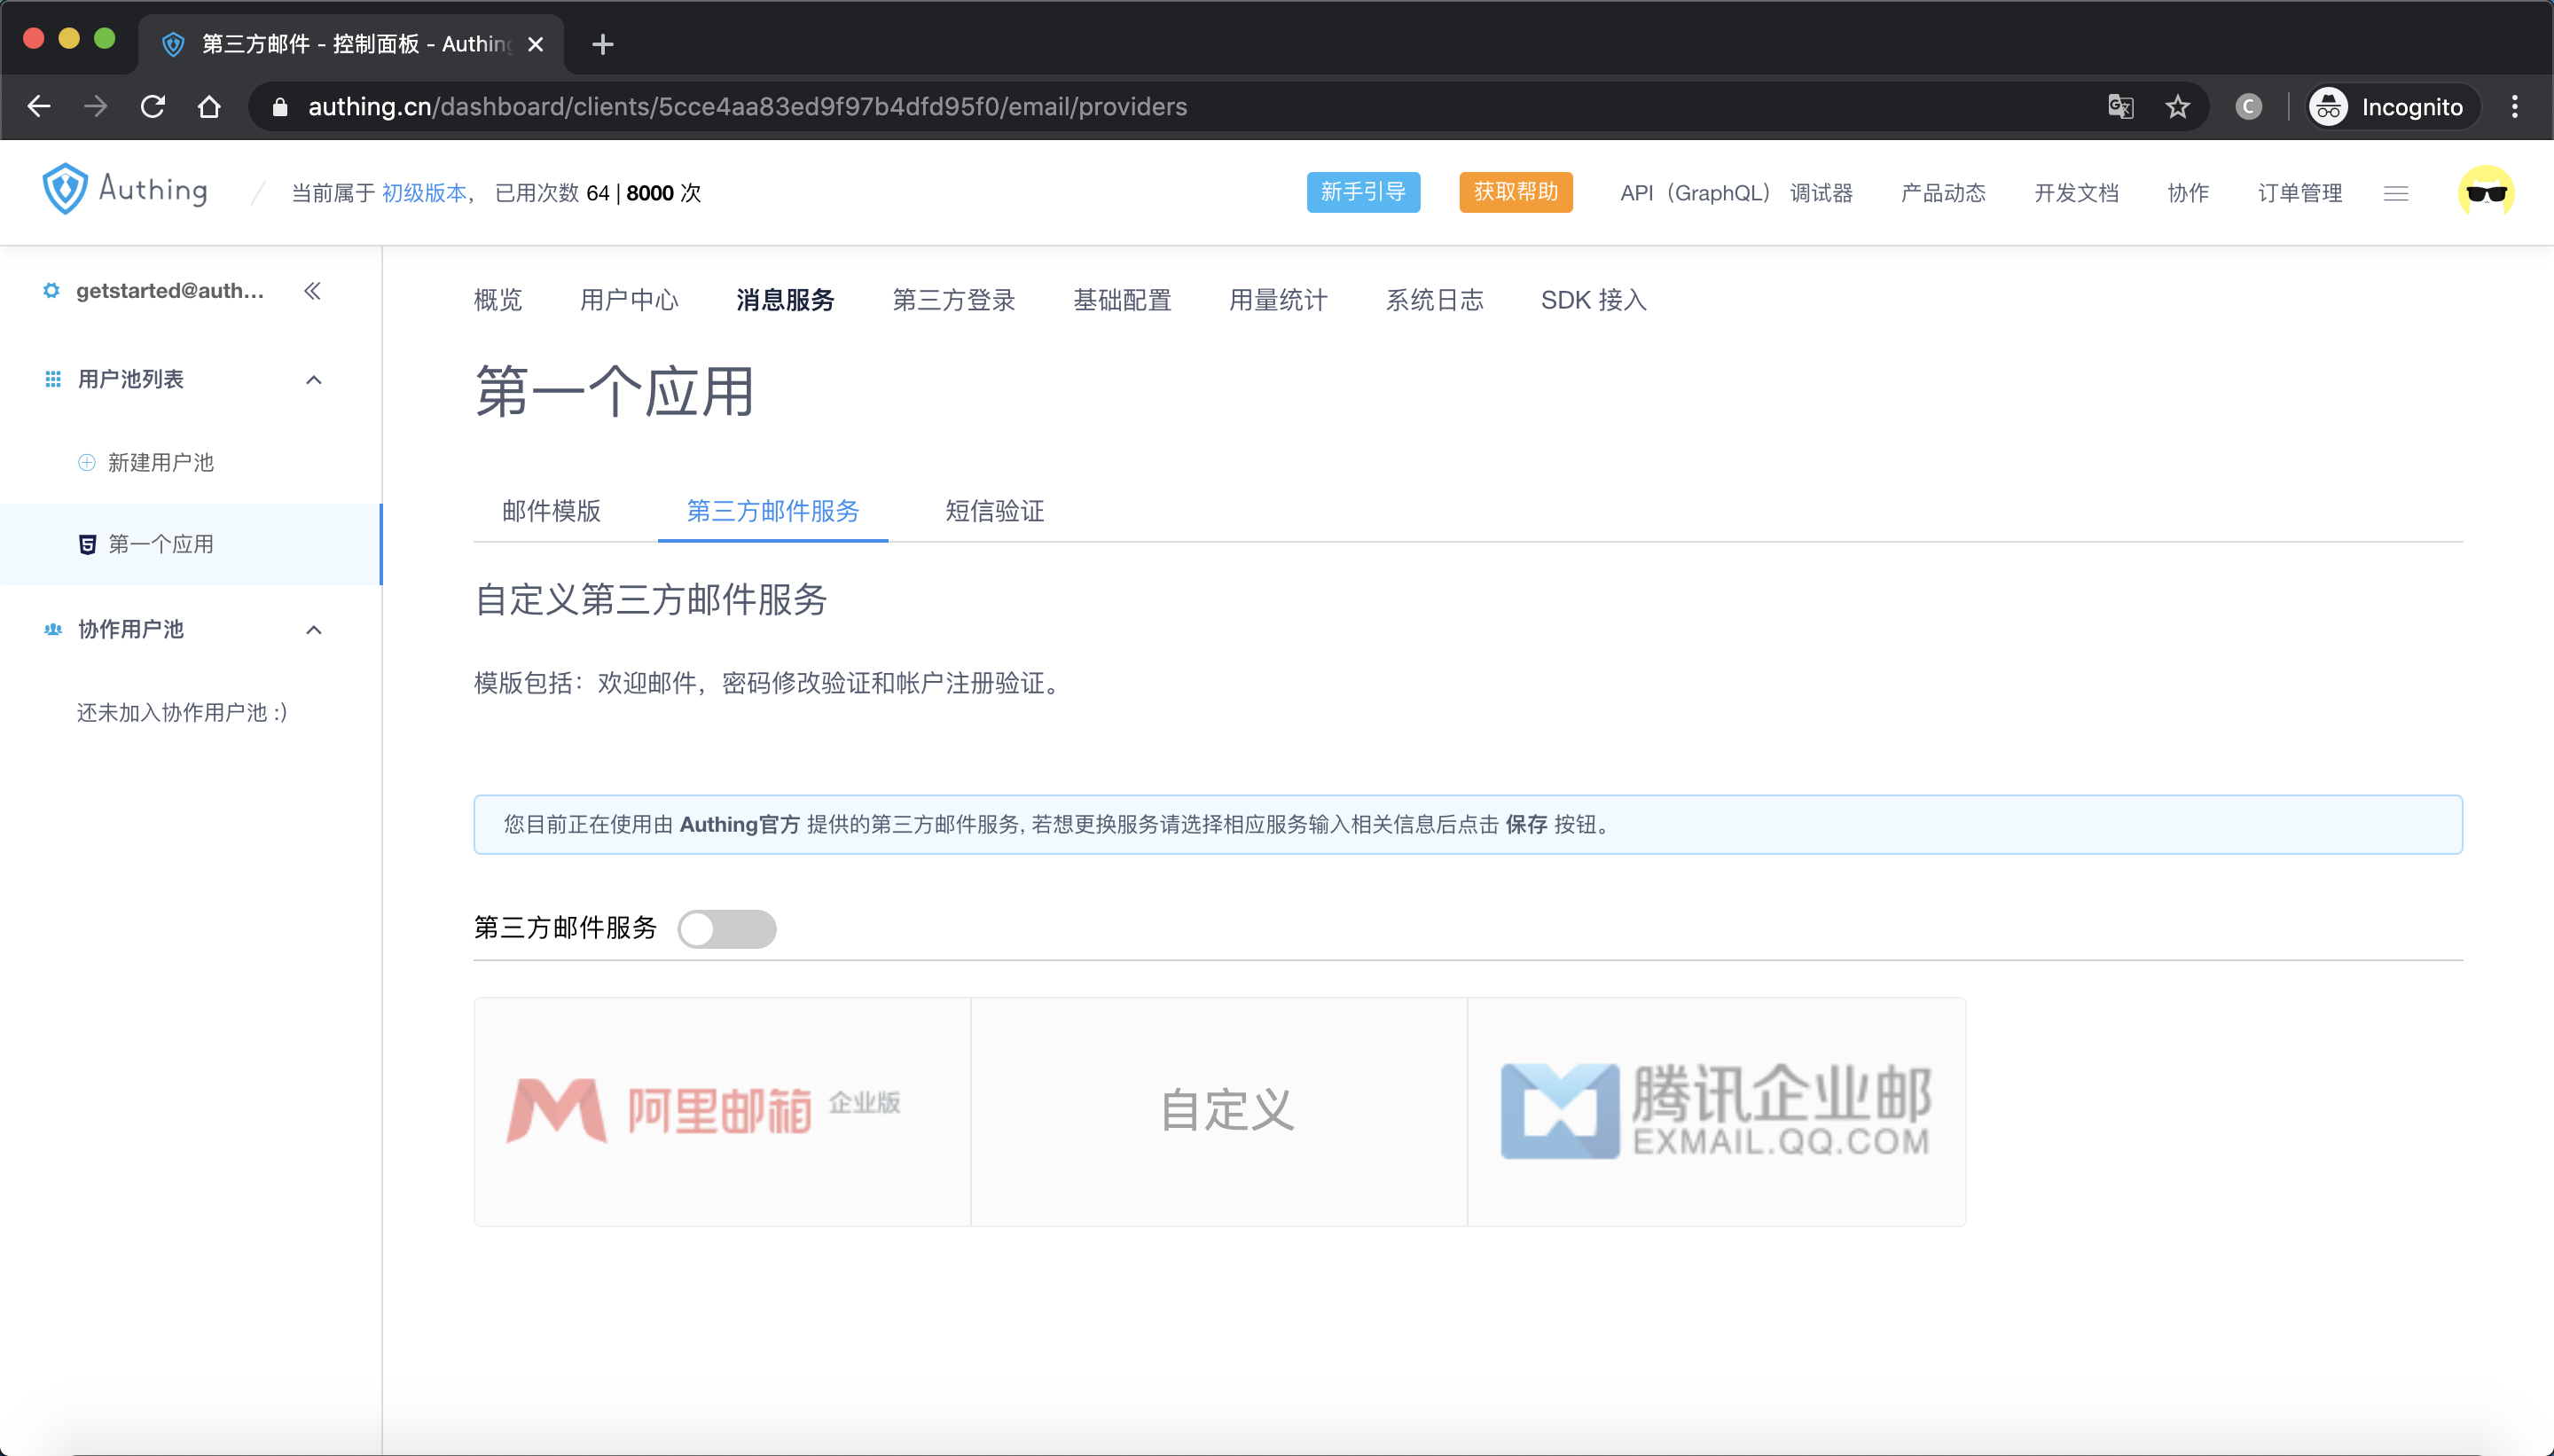 第三方邮件 - 控制面板 - Authing
authing.cn/dashboard/clients/5cce4aa83ed9f97b4dfd95f0/email/providers
C
Incognito
Authing
当前属于 初级版本， 已用次数 64 | 8000 次
新手引导
获取帮助
API（GraphQL） 调试器
产品动态
开发文档
协作
订单管理
getstarted@auth...
用户池列表
新建用户池
第一个应用
协作用户池
还未加入协作用户池 :)
概览
用户中心
消息服务
第三方登录
基础配置
用量统计
系统日志
SDK 接入
第一个应用
邮件模版
第三方邮件服务
短信验证
自定义第三方邮件服务
模版包括：欢迎邮件，密码修改验证和帐户注册验证。
您目前正在使用由 Authing官方 提供的第三方邮件服务, 若想更换服务请选择相应服务输入相关信息后点击 保存 按钮。
第三方邮件服务
阿里邮箱 企业版
自定义
腾讯企业邮
EXMAIL.QQ.COM